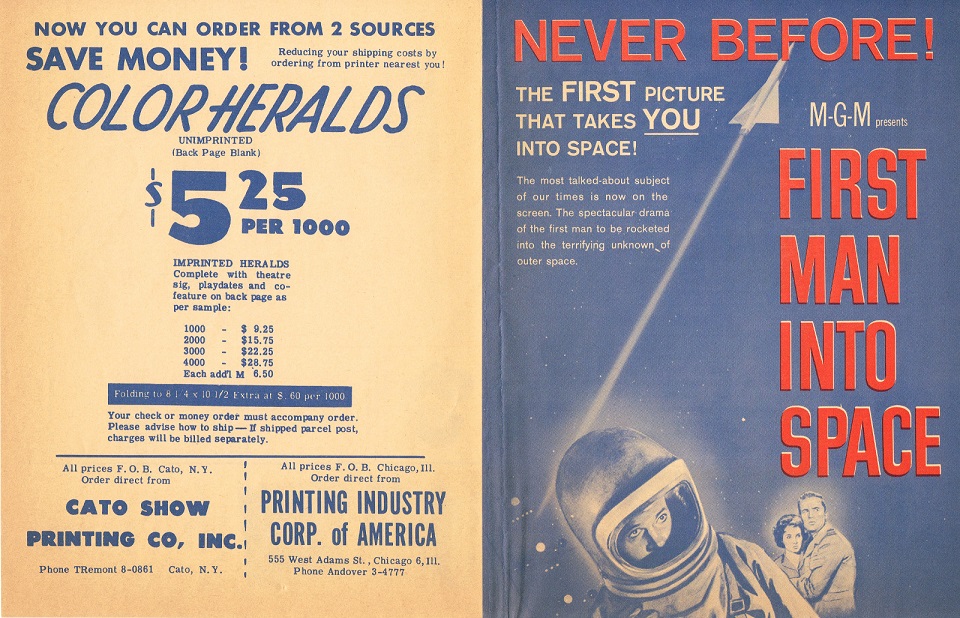 NOW YOU CAN ORDER FROM 2 SOURCES
SAVE MONEY!
Reducing your shipping costs by
ordering from printer nearest you!
COLOR HERALDS
UNIMPRINTED
(Back Page Blank)
$5 25
PER 1000
IMPRINTED HERALDS
Complete with theatre
sig, playdates and co-
feature on back page as
per sample:
1000 - $ 9.25
2000 - $15.75
3000 - $22.25
4000 - $28.75
Each add'l M 6.50
Folding to 8 1 4 x 10 1/2 Extra at $. 60 per 1000
Your check or money order must accompany order.
Please advise how to ship — If shipped parcel post,
charges will be billed separately.
All prices F. O. B. Cato, N. Y.
Order direct from
CATO SHOW
PRINTING CO, INC.
Phone TRemont 8-0861 Cato, N. Y.
All prices F. O. B. Chicago, Ill.
Order direct from
PRINTING INDUSTRY
CORP. of AMERICA
555 West Adams St., Chicago 6, Ill.
Phone Andover 3-4777
NEVER BEFORE!
THE FIRST PICTURE
THAT TAKES YOU
INTO SPACE!
The most talked-about subject
of our times is now on the
screen. The spectacular drama
of the first man to be rocketed
into the terrifying unknown of
outer space.
M-G-M presents
FIRST
MAN
INTO
SPACE